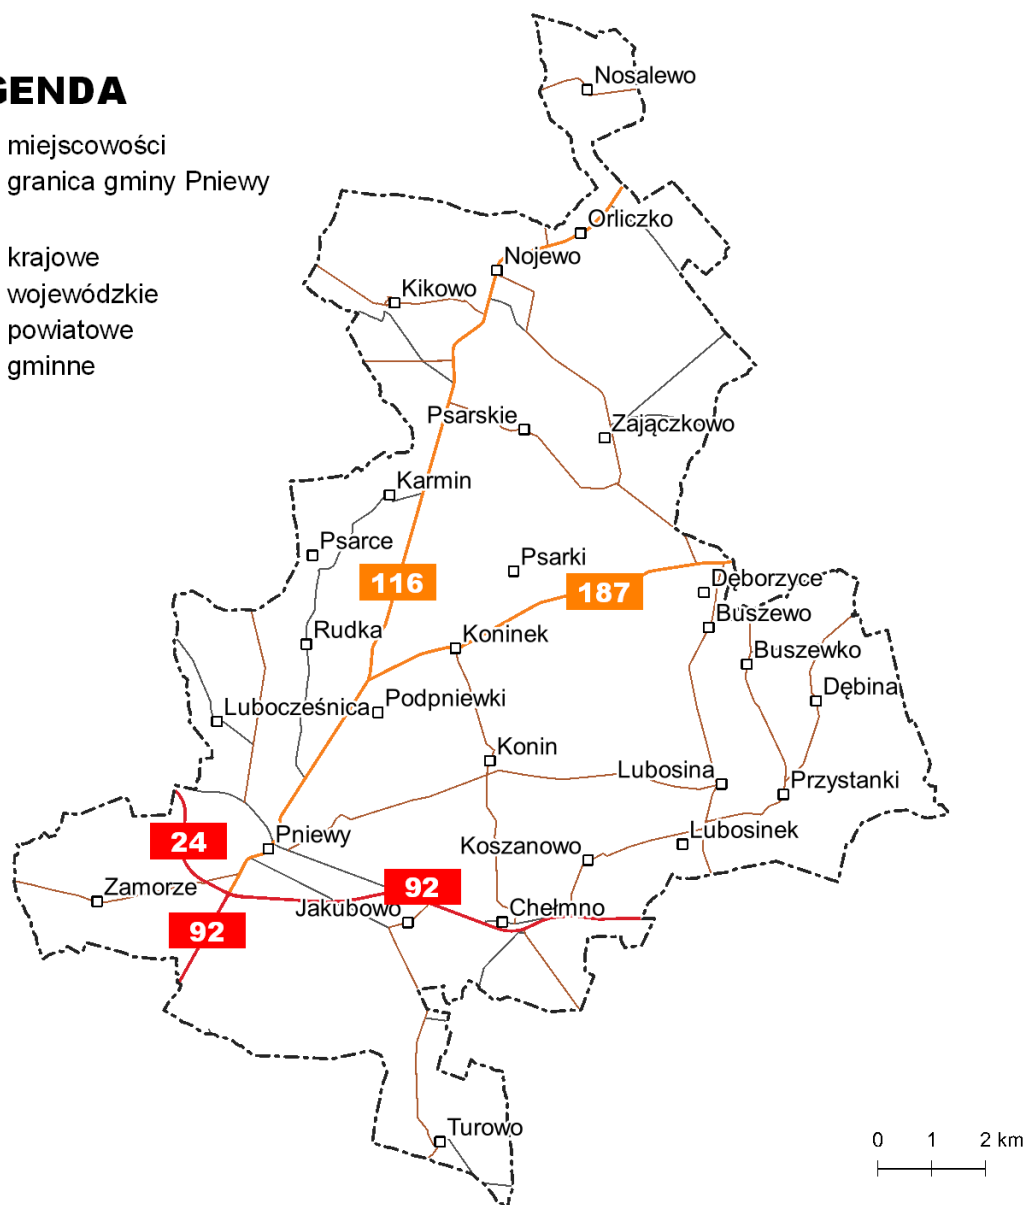 Nosalewo
GENDA
miejscowości
granica gminy Pniewy
Orliczko
krajowe
Nojewo
wojewódzkie
Kikowo
powiatowe
gminne
Psarskie
Zajączkowo
Karmin
Psarce
Psarki
116
187
Dęborzyce
Buszewo
Rudka
Koninek
Buszewko
Dębina
Lubocześnica
Podpniewki
Konin
Lubosina
Przystanki
Pniewy
24
Lubosinek
Koszanowo
Zamorze
92
Jakubowo
Chełmno
92
Turowo
0 1 2 km